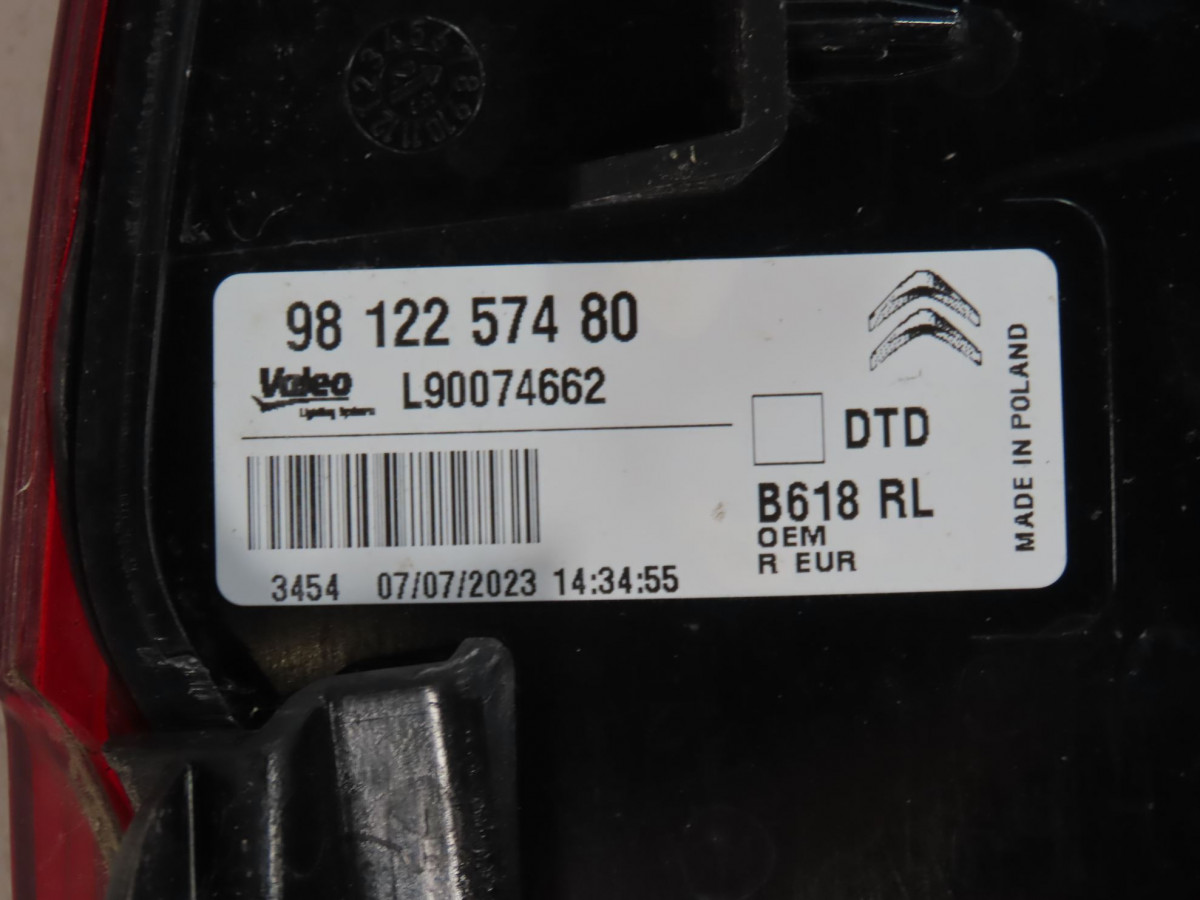 98 122 574 80
Valeo
Lighting Systems
L90074662
DTD
B618 RL
OEM
R EUR
3454 07/07/2023 14:34:55
MADE IN POLAND